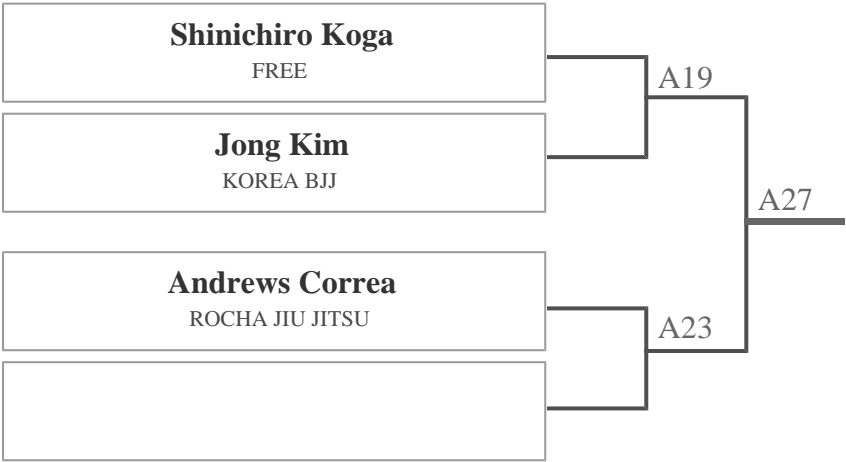 Shinichiro Koga
FREE
A19
Jong Kim
KOREA BJJ
A27
Andrews Correa
ROCHA JIU JITSU
A23